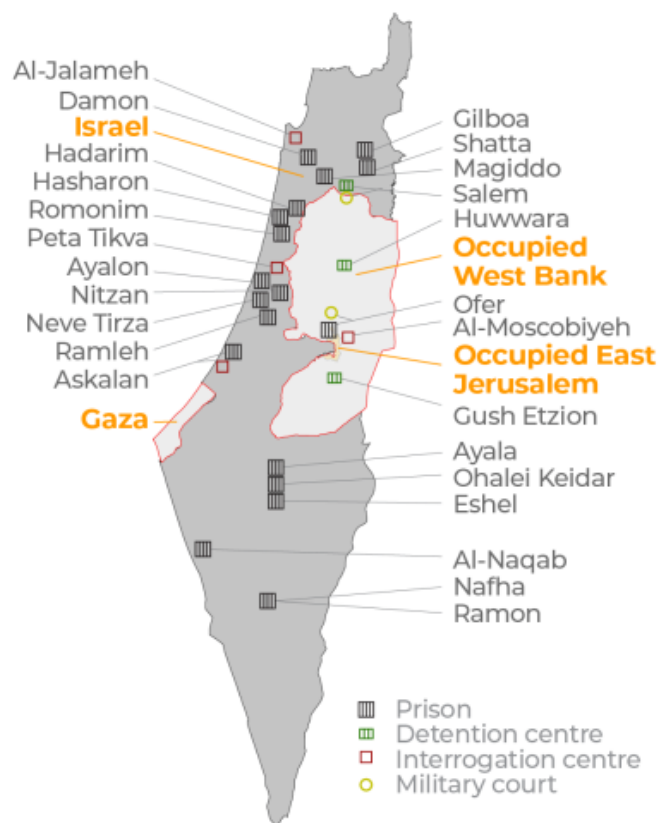 Al-Jalameh
Damon
Israel
Hadarim
Hasharon
Romonim
Peta Tikva
Ayalon
Nitzan
Neve Tirza
Ramleh
Askalan
Gaza
Gilboa
Shatta
Magiddo
Salem
Huwwara
Occupied
West Bank
Ofer
Al-Moscobiyeh
Occupied East
Jerusalem
Gush Etzion
Ayala
Ohalei Keidar
Eshel
Al-Naqab
Nafha
Ramon
Prison
Detention centre
Interrogation centre
Military court